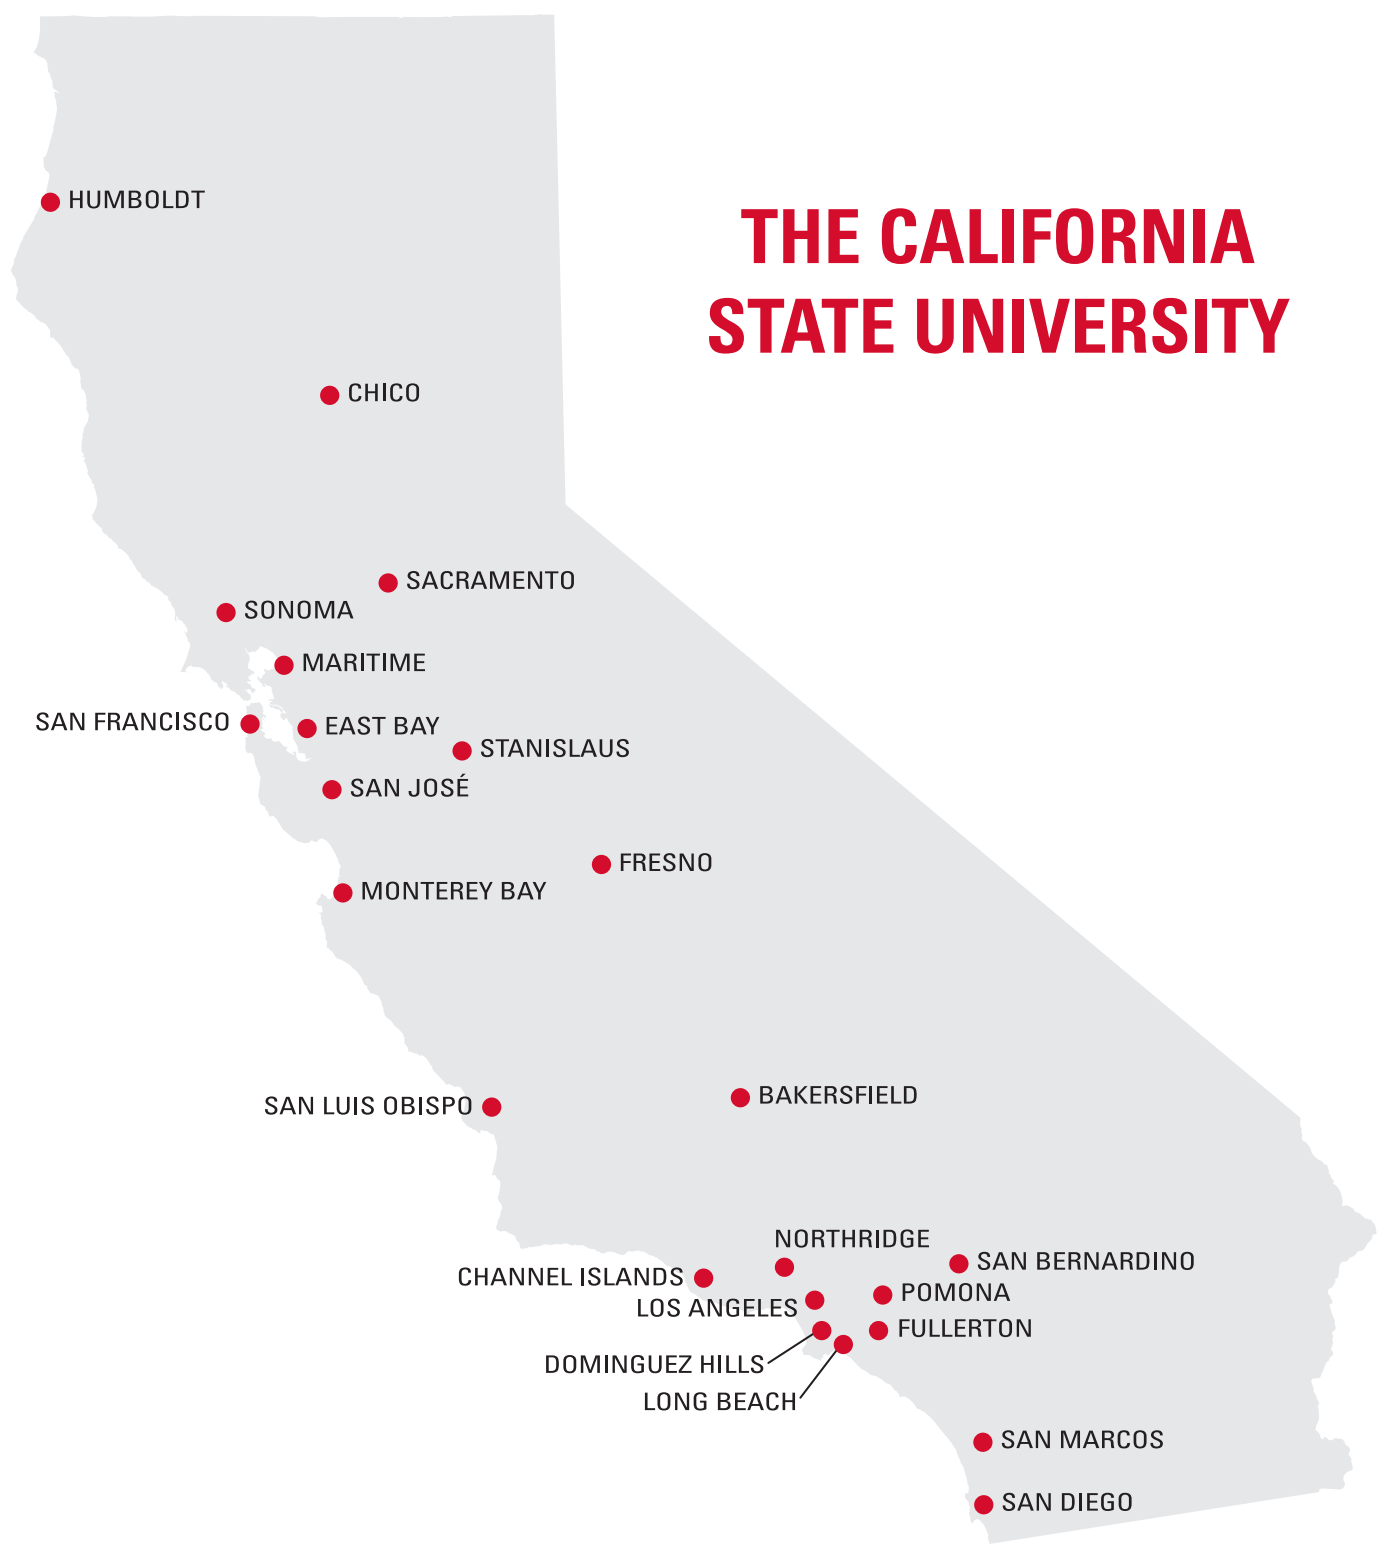 THE CALIFORNIA
STATE UNIVERSITY
HUMBOLDT
CHICO
SACRAMENTO
SONOMA
MARITIME
SAN FRANCISCO
EAST BAY
STANISLAUS
SAN JOSÉ
FRESNO
MONTEREY BAY
BAKERSFIELD
SAN LUIS OBISPO
NORTHRIDGE
SAN BERNARDINO
CHANNEL ISLANDS
POMONA
LOS ANGELES
FULLERTON
DOMINGUEZ HILLS
LONG BEACH
SAN MARCOS
SAN DIEGO